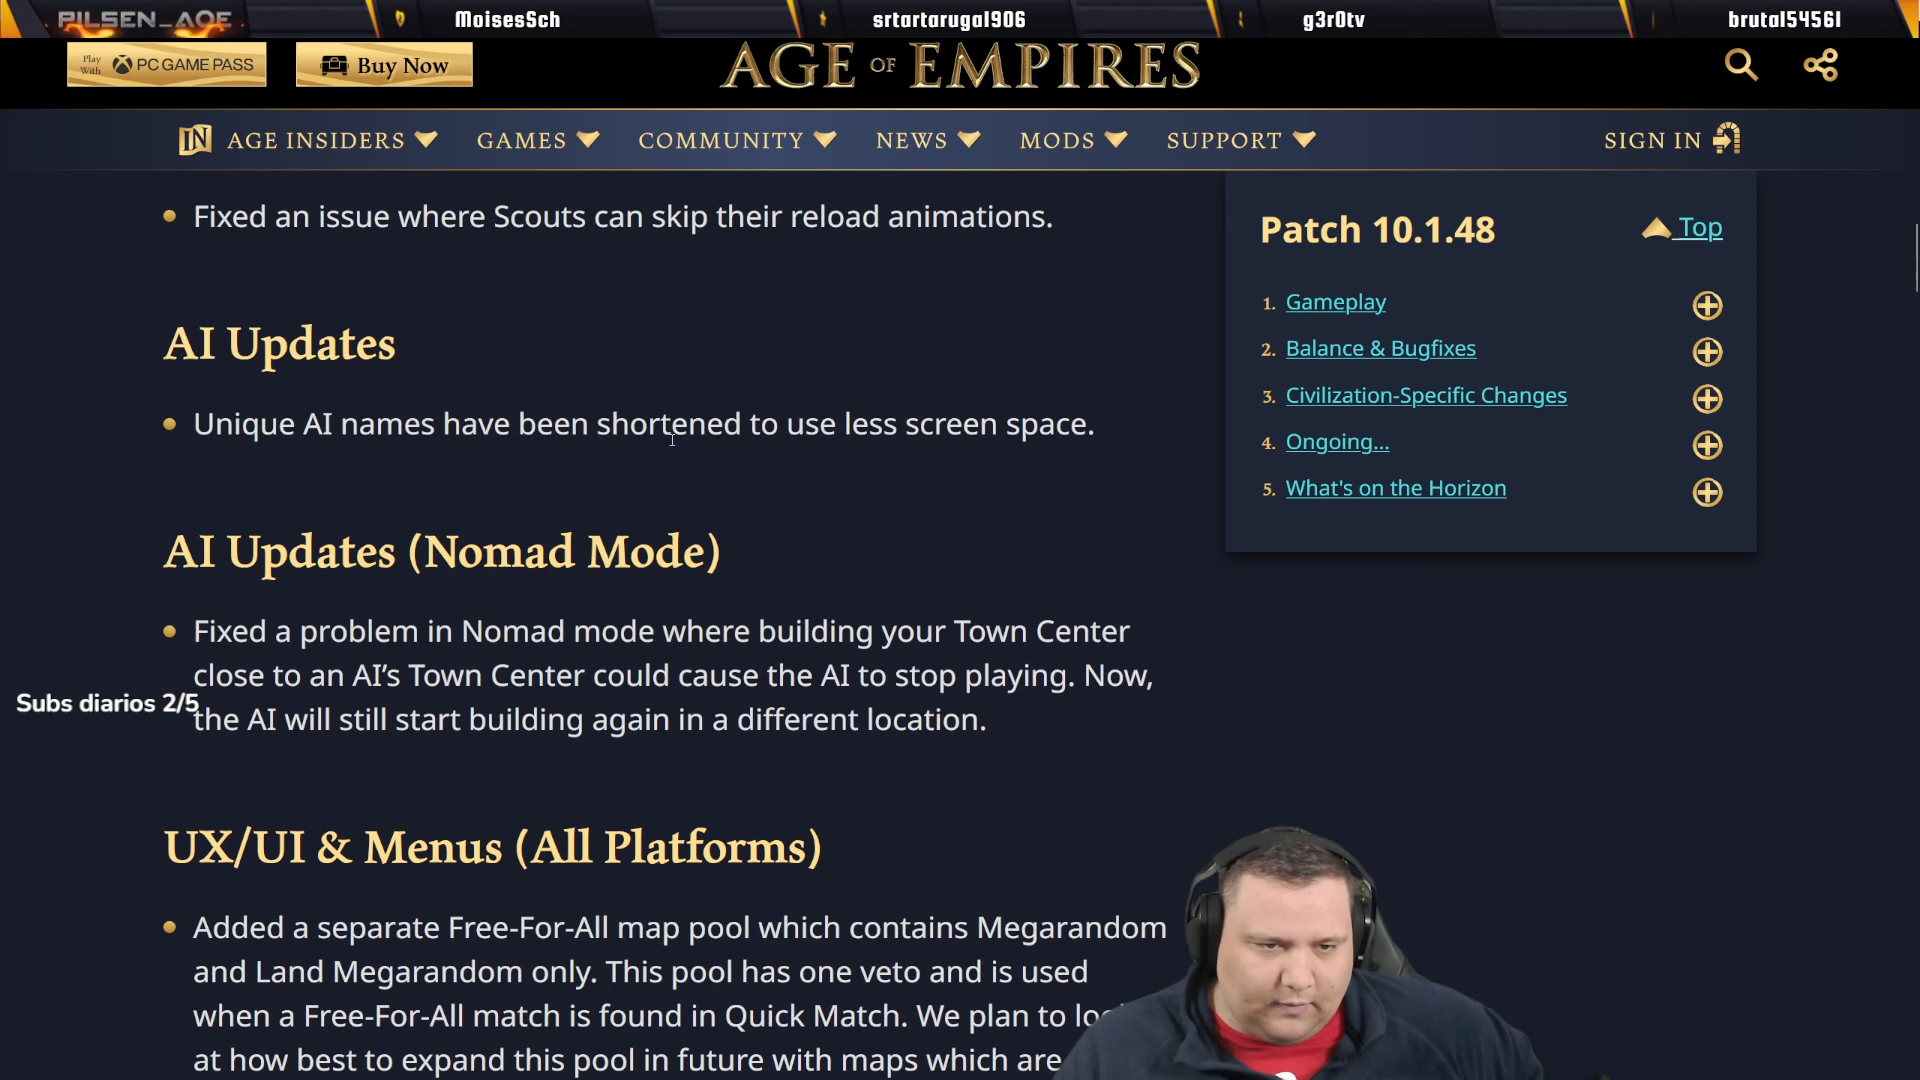 PILSEN_AOE
MoisesSch
srtartaruga1906
g3r0tv
brutal54561
Play With
PC GAME PASS
Buy Now
AGE OF EMPIRES
IN
AGE INSIDERS
GAMES
COMMUNITY
NEWS
MODS
SUPPORT
SIGN IN
Fixed an issue where Scouts can skip their reload animations.
Patch 10.1.48
Top
1. Gameplay
2. Balance & Bugfixes
3. Civilization-Specific Changes
4. Ongoing...
5. What's on the Horizon
AI Updates
Unique AI names have been shortened to use less screen space.
AI Updates (Nomad Mode)
Fixed a problem in Nomad mode where building your Town Center
close to an AI’s Town Center could cause the AI to stop playing. Now,
Subs diarios 2/5
the AI will still start building again in a different location.
UX/UI & Menus (All Platforms)
Added a separate Free-For-All map pool which contains Megarandom
and Land Megarandom only. This pool has one veto and is used
when a Free-For-All match is found in Quick Match. We plan to
at how best to expand this pool in future with maps which are